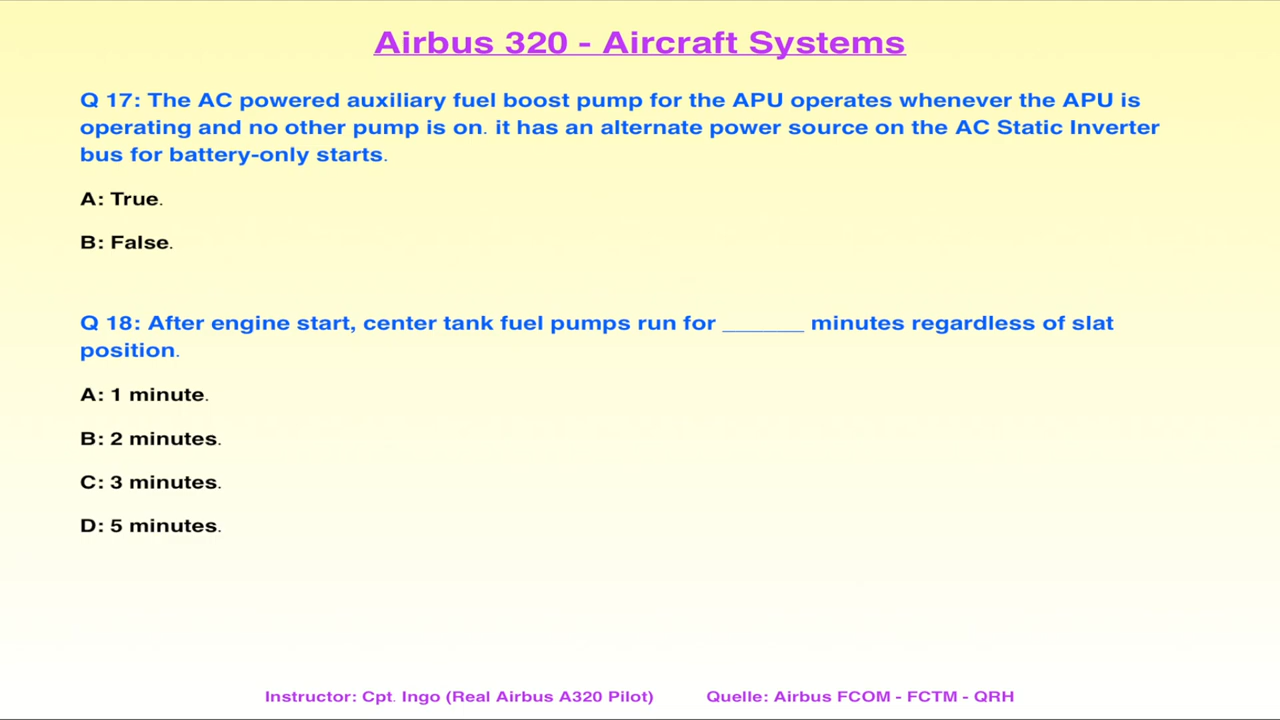 Airbus 320 - Aircraft Systems
Q 17: The AC powered auxiliary fuel boost pump for the APU operates whenever the APU is
operating and no other pump is on. it has an alternate power source on the AC Static Inverter
bus for battery-only starts.
A: True.
B: False.
Q 18: After engine start, center tank fuel pumps run for ______ minutes regardless of slat
position.
A: 1 minute.
B: 2 minutes.
C: 3 minutes.
D: 5 minutes.
Instructor: Cpt. Ingo (Real Airbus A320 Pilot) Quelle: Airbus FCOM - FCTM - QRH